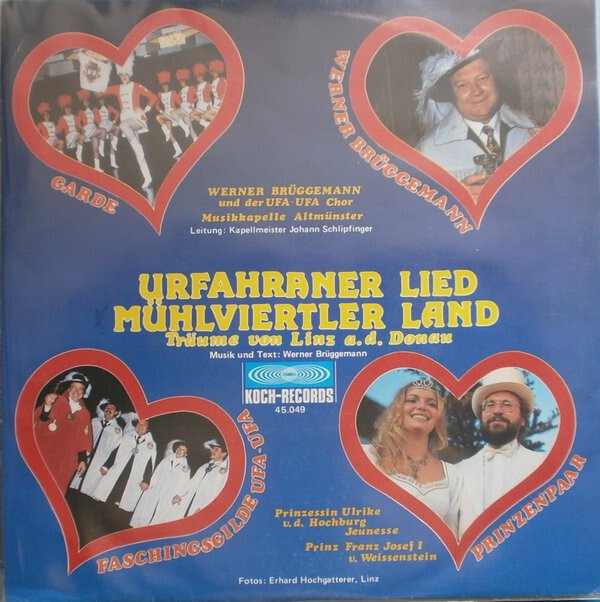 GARDE
WERNER BRÜGGEMANN
WERNER BRÜGGEMANN
und der UFA-UFA Chor
Musikkapelle Altmünster
Leitung: Kapellmeister Johann Schlipfinger
URFAHRANER LIED
MÜHLVIERTLER LAND
Träume von Linz a.d. Donau
Musik und Text: Werner Brüggemann
KOCH-RECORDS
45.049
FASCHINGSGILDE UFA-UFA
PRINZENPAAR
Prinzessin Ulrike
v.d. Hochburg
Jeunesse
Prinz Franz Josef I
v. Weissenstein
Fotos: Erhard Hochgatterer, Linz